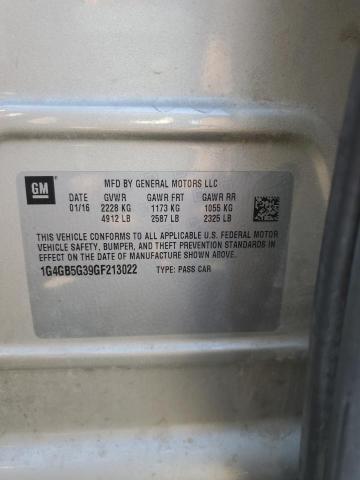 GM
MFD BY GENERAL MOTORS LLC
DATE GVWR GAWR FRT GAWR RR
01/16 2228 KG 1173 KG 1055 KG
4912 LB 2587 LB 2325 LB
THIS VEHICLE CONFORMS TO ALL APPLICABLE U.S. FEDERAL MOTOR
VEHICLE SAFETY, BUMPER, AND THEFT PREVENTION STANDARDS
IN EFFECT ON THE DATE OF MANUFACTURE SHOWN ABOVE.
1G4GB5G39GF213022 TYPE: PASS CAR